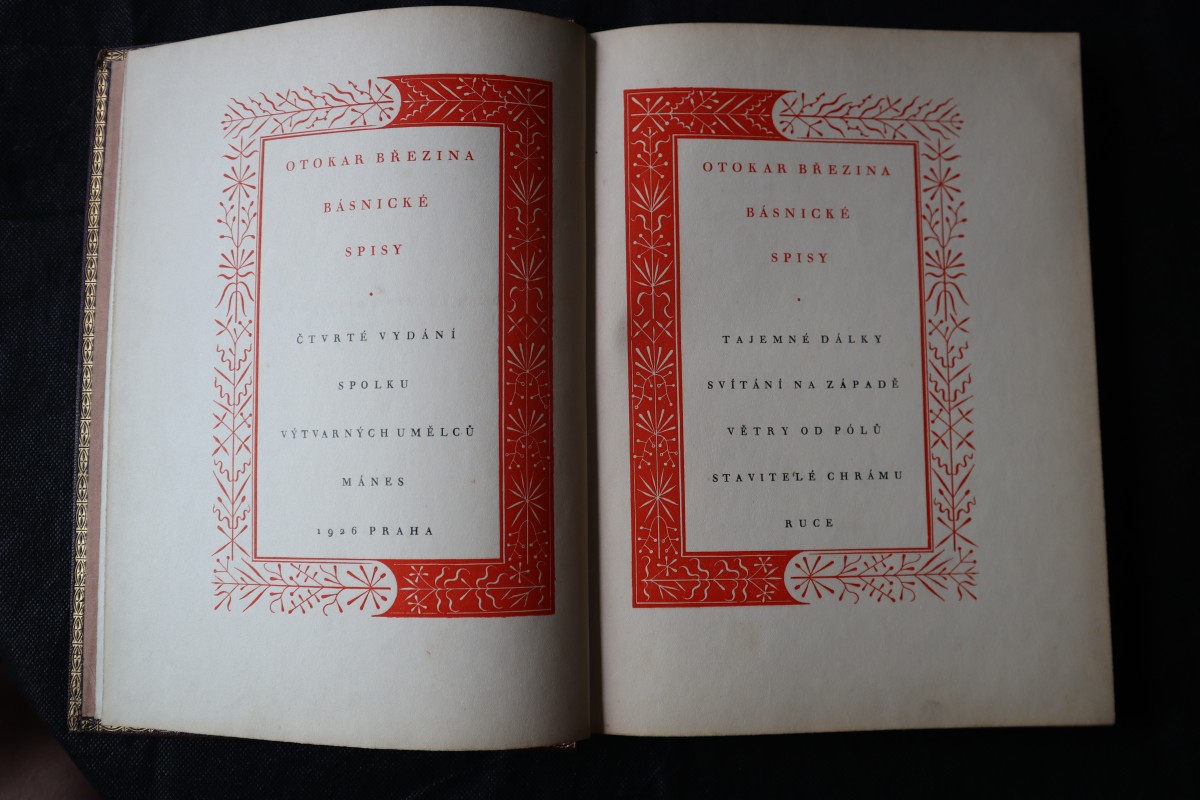 OTOKAR BŘEZINA
BÁSNICKÉ
SPISY
ČTVRTÉ VYDÁNÍ
SPOLKU
VÝTVARNÝCH UMĚLCŮ
MÁNES
1926 PRAHA
OTOKAR BŘEZINA
BÁSNICKÉ
SPISY
TAJEMNÉ DÁLKY
SVÍTÁNÍ NA ZÁPADĚ
VĚTRY OD PÓLŮ
STAVITELÉ CHRÁMU
RUCE